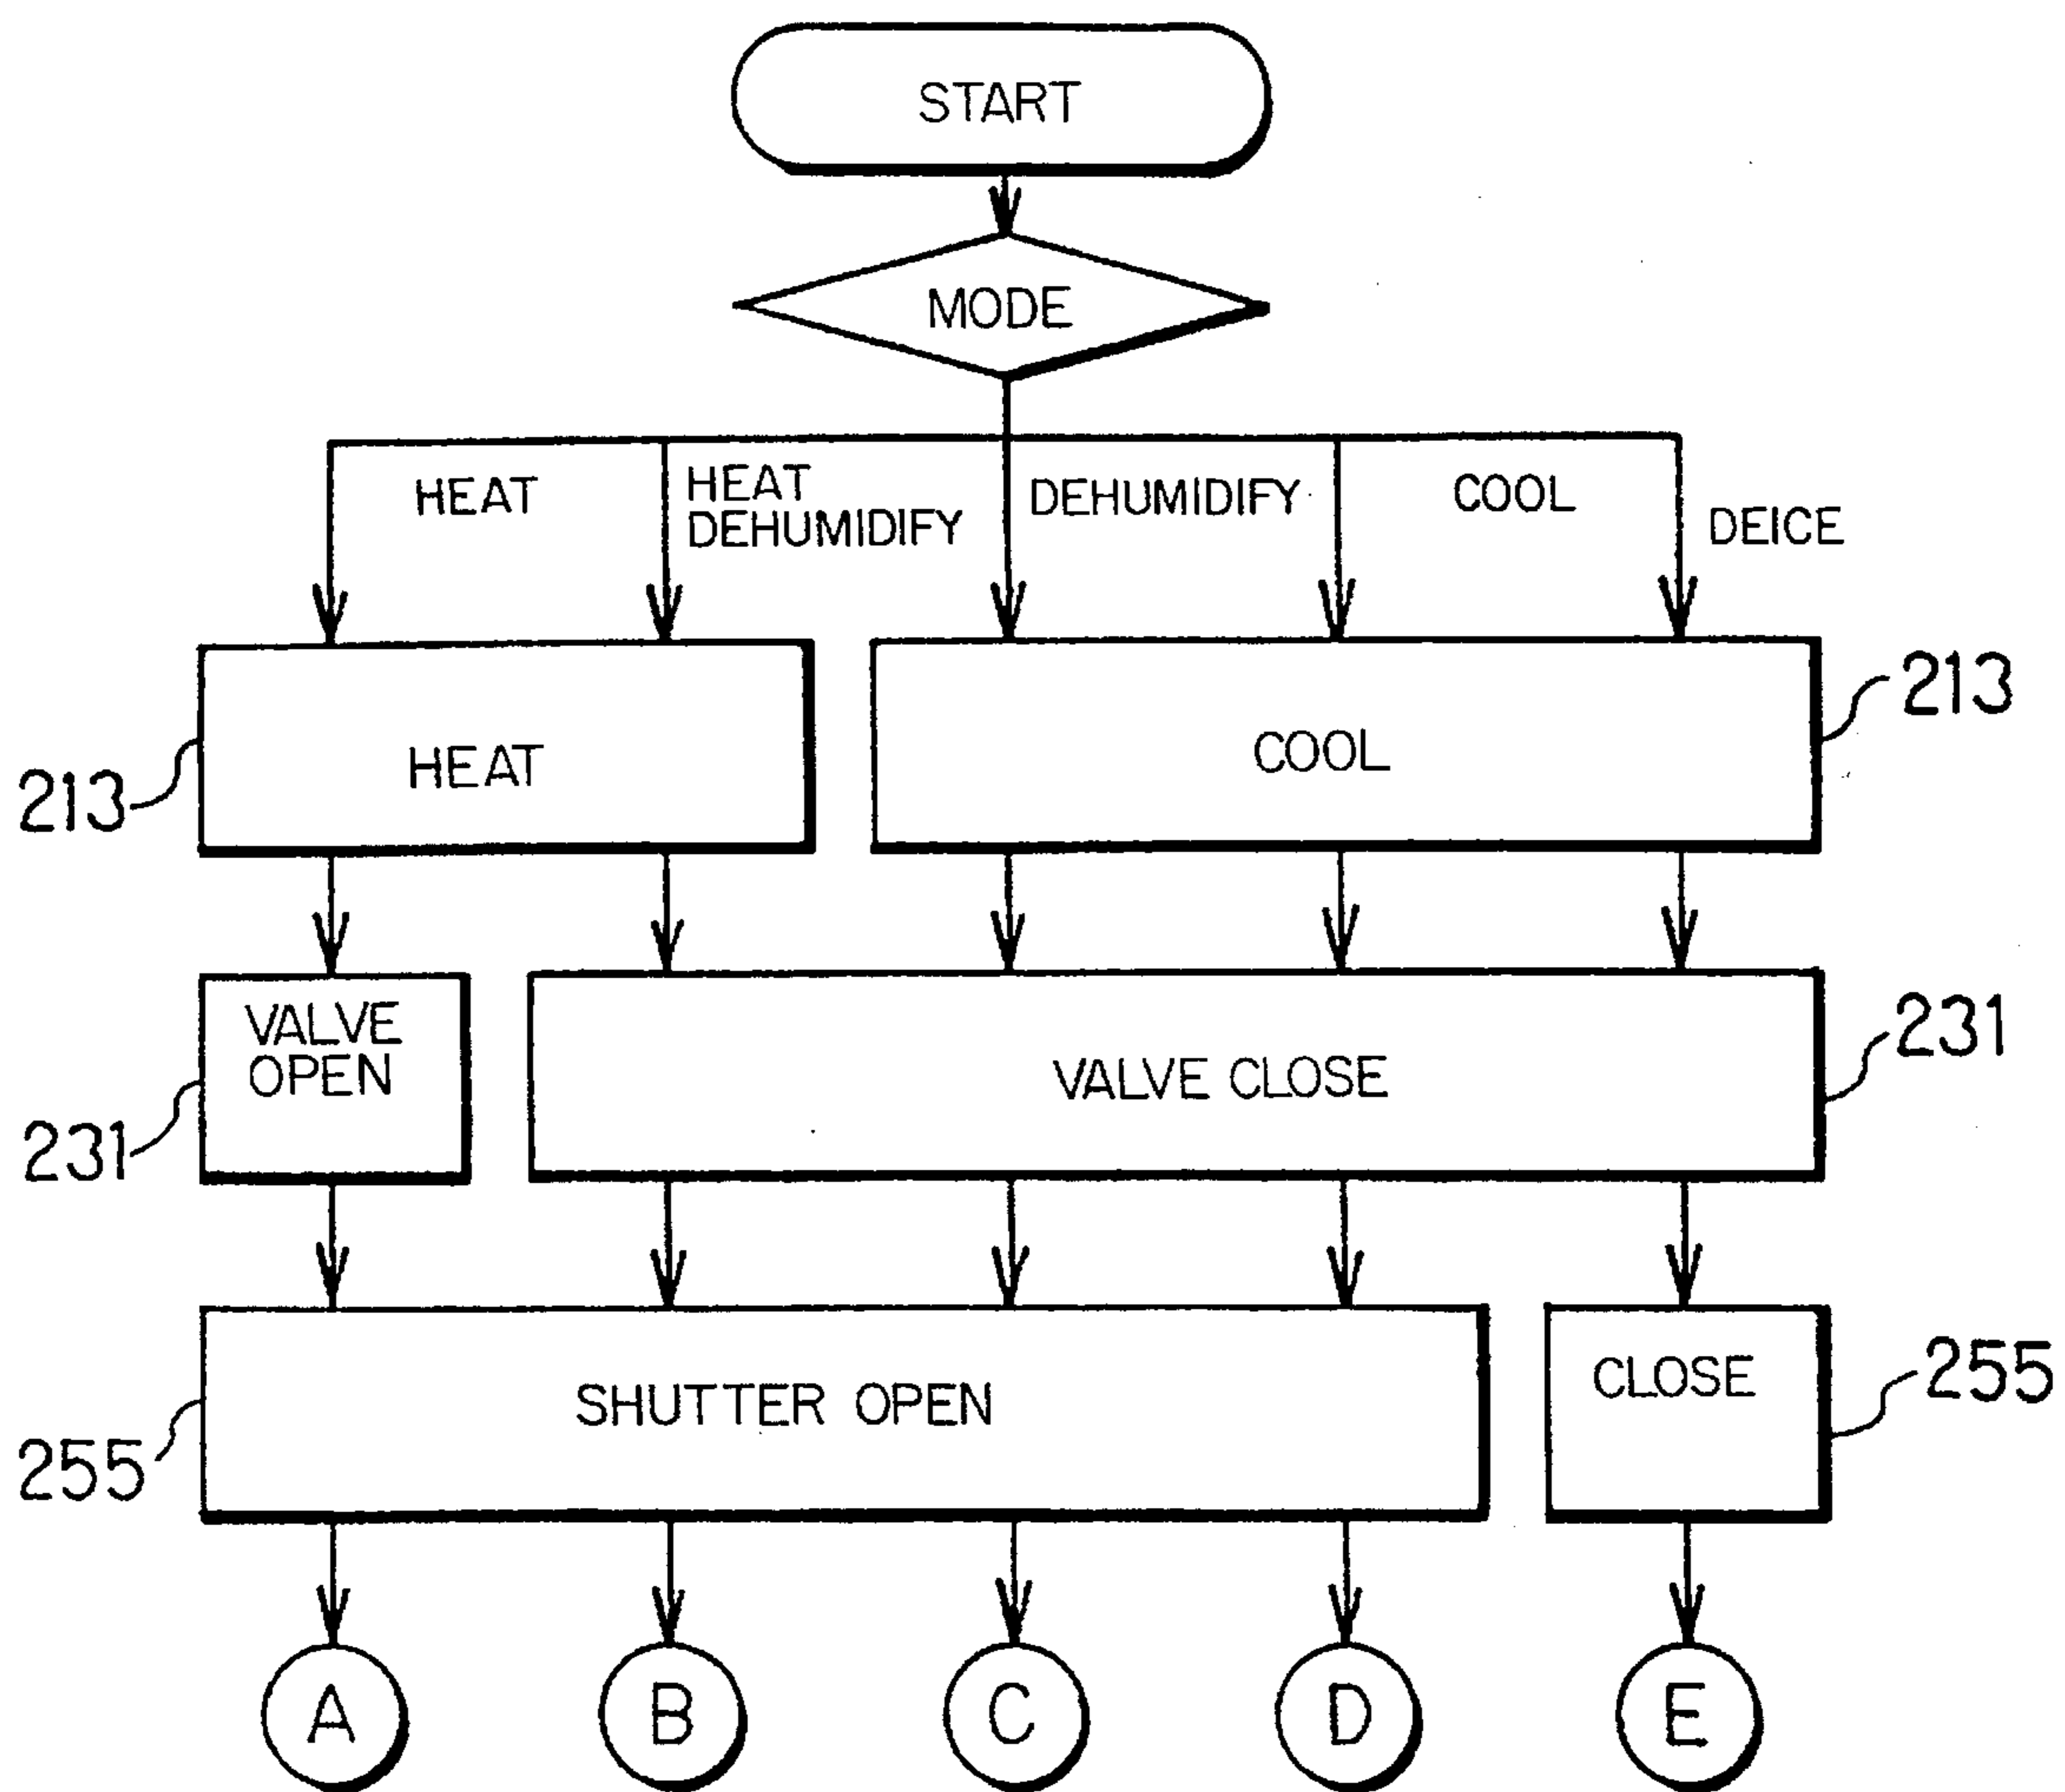 START
MODE
HEAT
HEAT
DEHUMIDIFY
DEHUMIDIFY
COOL
DEICE
213
HEAT
COOL
213
VALVE
OPEN
231
VALVE CLOSE
231
SHUTTER OPEN
255
CLOSE
255
A
B
C
D
E